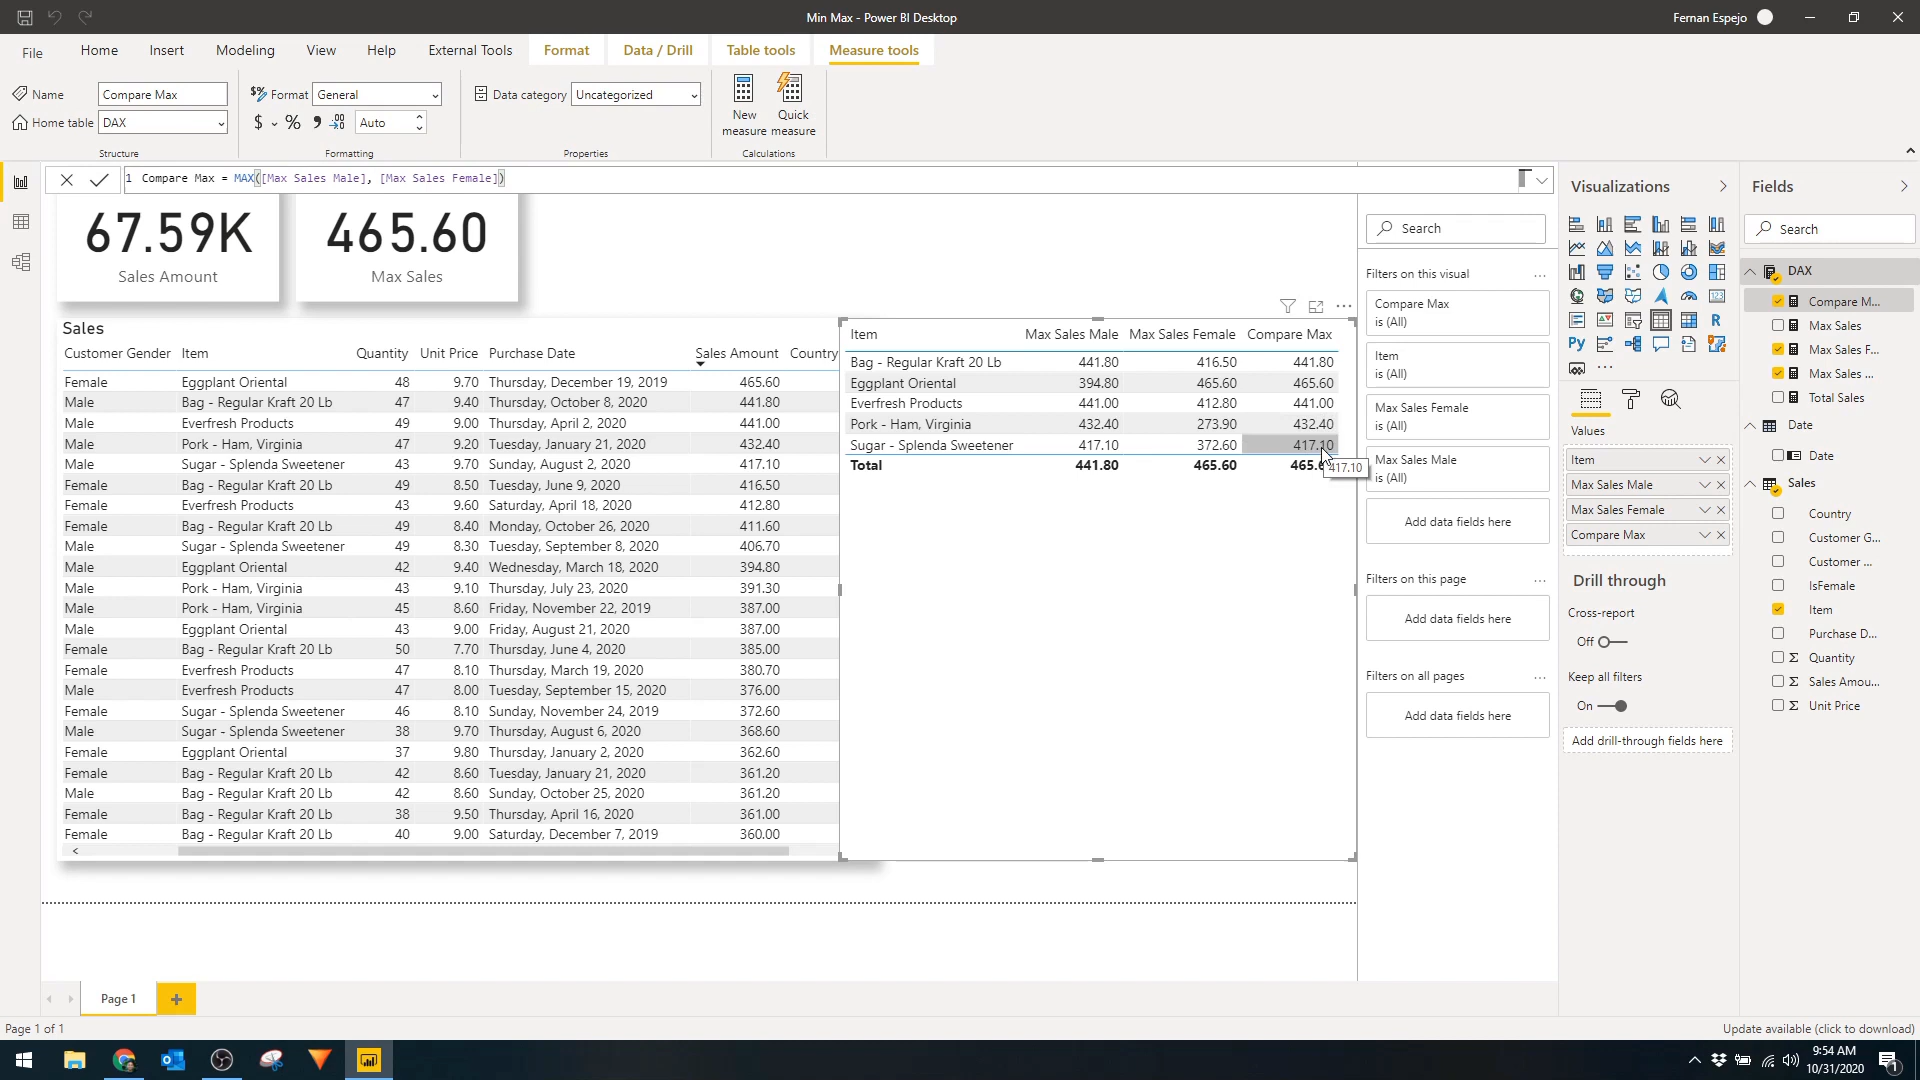 Min Max - Power BI Desktop
Fernan Espejo
File Home Insert Modeling View Help External Tools Format Data / Drill Table tools Measure tools
Name Compare Max
Home table DAX
Structure
Format General
$ % 9 .00 Auto
Formatting
Data category Uncategorized
Properties
New measure
Quick measure
Calculations
1 Compare Max = MAX([Max Sales Male], [Max Sales Female])
67.59K
Sales Amount
465.60
Max Sales
Sales
Customer Gender Item Quantity Unit Price Purchase Date Sales Amount Country
Female Eggplant Oriental 48 9.70 Thursday, December 19, 2019 465.60
Male Bag - Regular Kraft 20 Lb 47 9.40 Thursday, October 8, 2020 441.80
Male Everfresh Products 49 9.00 Thursday, April 2, 2020 441.00
Male Pork - Ham, Virginia 47 9.20 Tuesday, January 21, 2020 432.40
Male Sugar - Splenda Sweetener 43 9.70 Sunday, August 2, 2020 417.10
Female Bag - Regular Kraft 20 Lb 49 8.50 Tuesday, June 9, 2020 416.50
Female Everfresh Products 43 9.60 Saturday, April 18, 2020 412.80
Female Bag - Regular Kraft 20 Lb 49 8.40 Monday, October 26, 2020 411.60
Male Sugar - Splenda Sweetener 49 8.30 Tuesday, September 8, 2020 406.70
Male Eggplant Oriental 42 9.40 Wednesday, March 18, 2020 394.80
Male Pork - Ham, Virginia 43 9.10 Thursday, July 23, 2020 391.30
Male Pork - Ham, Virginia 45 8.60 Friday, November 22, 2019 387.00
Male Eggplant Oriental 43 9.00 Friday, August 21, 2020 387.00
Female Bag - Regular Kraft 20 Lb 50 7.70 Thursday, June 4, 2020 385.00
Female Everfresh Products 47 8.10 Thursday, March 19, 2020 380.70
Male Everfresh Products 47 8.00 Tuesday, September 15, 2020 376.00
Female Sugar - Splenda Sweetener 46 8.10 Sunday, November 24, 2019 372.60
Male Sugar - Splenda Sweetener 38 9.70 Thursday, August 6, 2020 368.60
Female Eggplant Oriental 37 9.80 Thursday, January 2, 2020 362.60
Female Bag - Regular Kraft 20 Lb 42 8.60 Tuesday, January 21, 2020 361.20
Male Bag - Regular Kraft 20 Lb 42 8.60 Sunday, October 25, 2020 361.20
Female Bag - Regular Kraft 20 Lb 38 9.50 Thursday, April 16, 2020 361.00
Female Bag - Regular Kraft 20 Lb 40 9.00 Saturday, December 7, 2019 360.00
Item Max Sales Male Max Sales Female Compare Max
Bag - Regular Kraft 20 Lb 441.80 416.50 441.80
Eggplant Oriental 394.80 465.60 465.60
Everfresh Products 441.00 412.80 441.00
Pork - Ham, Virginia 432.40 273.90 432.40
Sugar - Splenda Sweetener 417.10 372.60 417.10
Total 441.80 465.60
417.10
Search
Filters on this visual ...
Compare Max
is (All)
Item
is (All)
Max Sales Female
is (All)
Max Sales Male
is (All)
Add data fields here
Filters on this page ...
Add data fields here
Filters on all pages ...
Add data fields here
Visualizations
R
Py
...
Values
Item
Max Sales Male
Max Sales Female
Compare Max
Drill through
Cross-report
Off
Keep all filters
On
Add drill-through fields here
Fields
Search
DAX
Compare M...
Max Sales
Max Sales F...
Max Sales ...
Total Sales
Date
Date
Sales
Country
Customer G...
Customer ...
IsFemale
Item
Purchase D...
Σ Quantity
Σ Sales Amou...
Σ Unit Price
Page 1
Page 1 of 1
Update available (click to download)
9:54 AM
10/31/2020
1